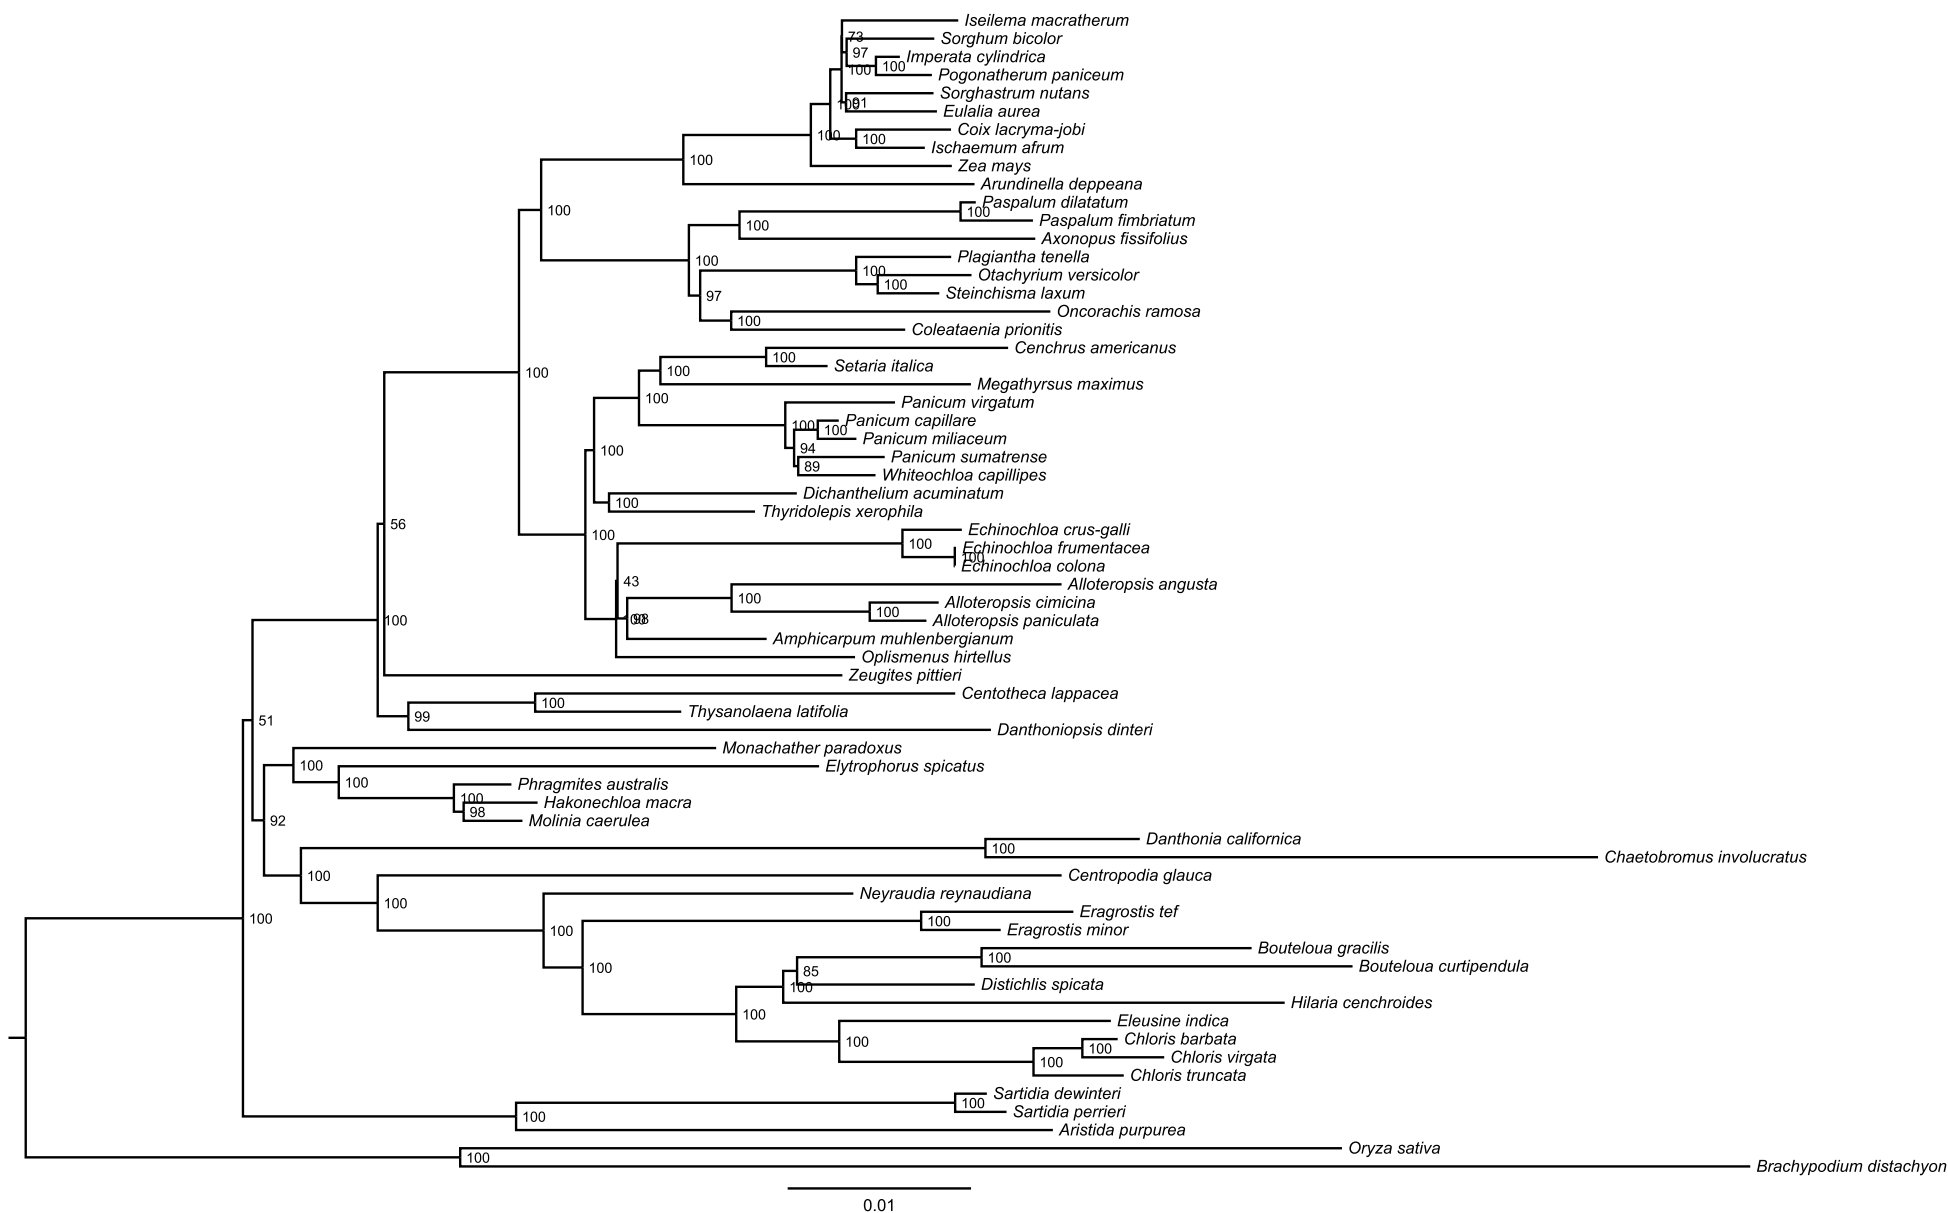 Iseilema macratherum
73
Sorghum bicolor
97
Imperata cylindrica
100
100
Pogonatherum paniceum
Sorghastrum nutans
100
91
Eulalia aurea
Coix lacryma-jobi
100
100
Ischaemum afrum
100
Zea mays
Arundinella deppeana
Paspalum dilatatum
100
100
Paspalum fimbriatum
100
Axonopus fissifolius
Plagiantha tenella
100
100
Otachyrium versicolor
100
Steinchisma laxum
97
Oncorachis ramosa
100
Coleataenia prionitis
Cenchrus americanus
100
Setaria italica
100
100
Megathyrsus maximus
100
Panicum virgatum
Panicum capillare
100
100
Panicum miliaceum
94
100
Panicum sumatrense
89
Whiteochloa capillipes
Dichanthelium acuminatum
100
Thyridolepis xerophila
56
Echinochloa crus-galli
100
100
Echinochloa frumentacea
100
Echinochloa colona
43
Alloteropsis angusta
100
Alloteropsis cimicina
100
100
100
98
Alloteropsis paniculata
Amphicarpum muhlenbergianum
Oplismenus hirtellus
Zeugites pittieri
Centotheca lappacea
100
Thysanolaena latifolia
99
51
Danthoniopsis dinteri
Monachather paradoxus
100
Elytrophorus spicatus
100
Phragmites australis
100
Hakonechloa macra
98
92
Molinia caerulea
Danthonia californica
100
Chaetobromus involucratus
100
Centropodia glauca
100
Neyraudia reynaudiana
100
Eragrostis tef
100
100
Eragrostis minor
Bouteloua gracilis
100
100
Bouteloua curtipendula
85
Distichlis spicata
100
Hilaria cenchroides
100
Eleusine indica
100
Chloris barbata
100
Chloris virgata
100
Chloris truncata
Sartidia dewinteri
100
Sartidia perrieri
100
Aristida purpurea
Oryza sativa
100
Brachypodium distachyon
0.01